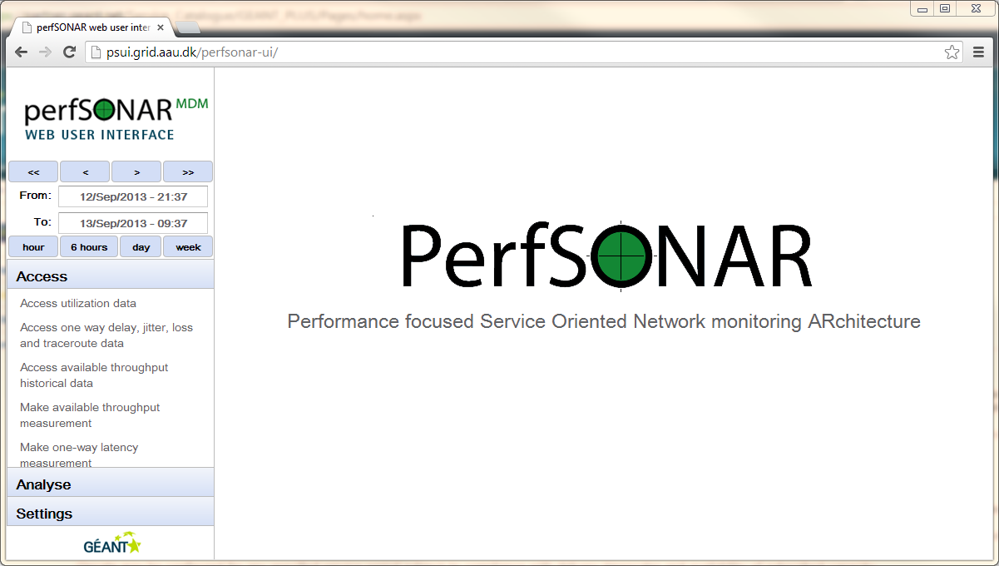 perfSONAR web user inter
psui.grid.aau.dk/perfsonar-ui/
perfSONAR MDM
WEB USER INTERFACE
<< < > >>
From: 12/Sep/2013 - 21:37
To: 13/Sep/2013 - 09:37
hour 6 hours day week
Access
Access utilization data
Access one way delay, jitter, loss
and traceroute data
Access available throughput
historical data
Make available throughput
measurement
Make one-way latency
measurement
Analyse
Settings
GÉANT
PerfSONAR
Performance focused Service Oriented Network monitoring ARchitecture